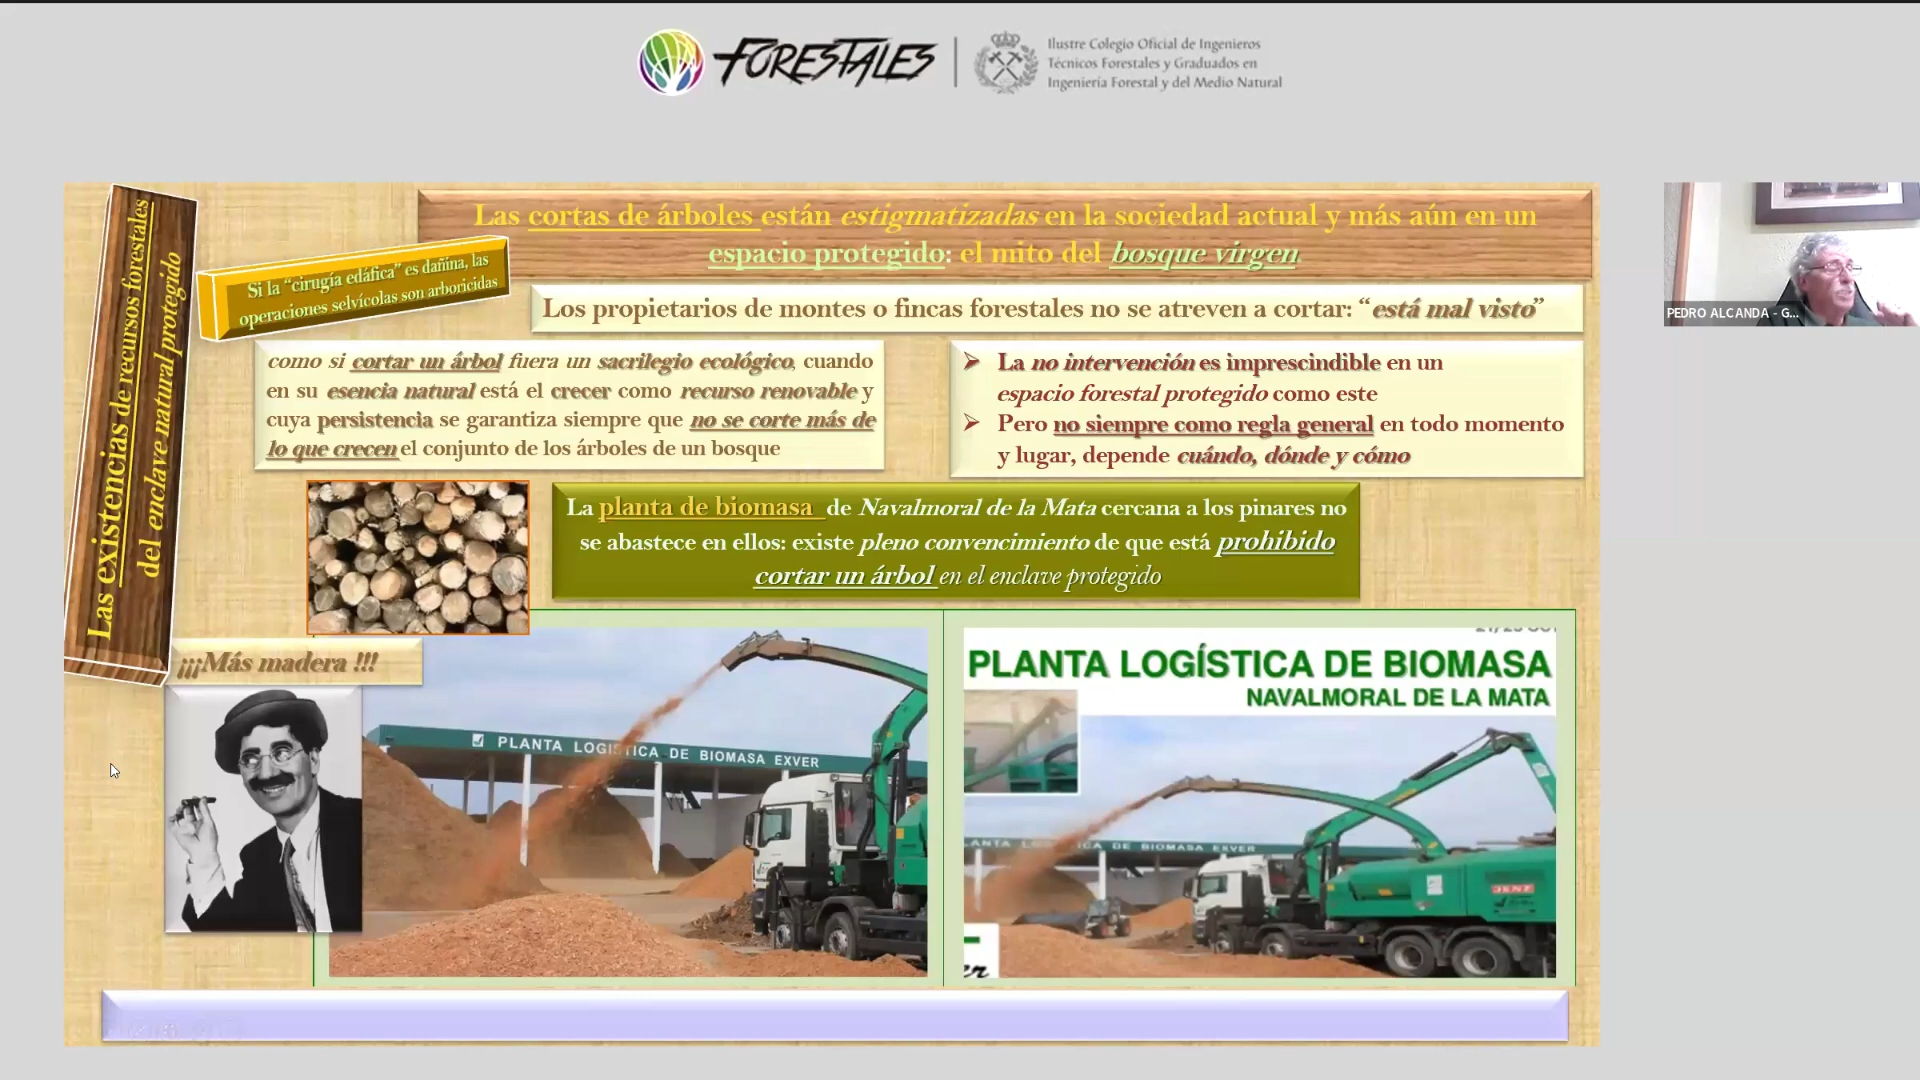 FORESTALES
Ilustre Colegio Oficial de Ingenieros
Técnicos Forestales y Graduados en
Ingeniería Forestal y del Medio Natural
Las existencias de recursos forestales
del enclave natural protegido
Las cortas de árboles están estigmatizadas en la sociedad actual y más aún en un
espacio protegido: el mito del bosque virgen
Si la “cirugía edáfica” es dañina, las
operaciones selvícolas son arboricidas
Los propietarios de montes o fincas forestales no se atreven a cortar: “está mal visto”
como si cortar un árbol fuera un sacrilegio ecológico, cuando
en su esencia natural está el crecer como recurso renovable y
cuya persistencia se garantiza siempre que no se corte más de
lo que crecen el conjunto de los árboles de un bosque
➢ La no intervención es imprescindible en un
espacio forestal protegido como este
➢ Pero no siempre como regla general en todo momento
y lugar, depende cuándo, dónde y cómo
PEDRO ALCANDA - G...
La planta de biomasa de Navalmoral de la Mata cercana a los pinares no
se abastece en ellos: existe pleno convencimiento de que está prohibido
cortar un árbol en el enclave protegido
¡¡¡Más madera !!!
PLANTA LOGISTICA DE BIOMASA EXVER
PLANTA LOGÍSTICA DE BIOMASA
NAVALMORAL DE LA MATA
DE BIOMASA EXVER
JENZ